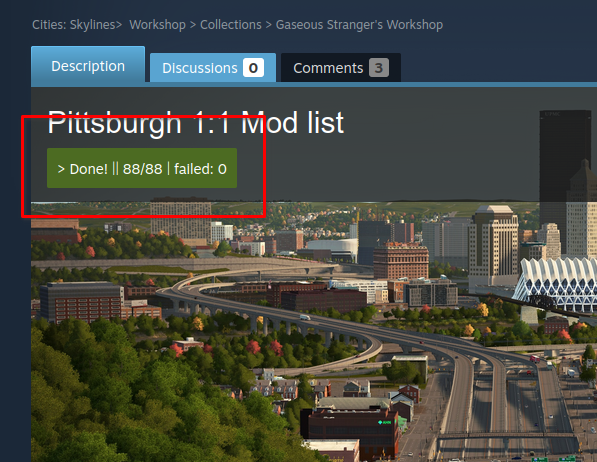 Cities: Skylines> Workshop > Collections > Gaseous Stranger's Workshop
Description
Discussions 0
Comments 3
Pittsburgh 1:1 Mod list
> Done! || 88/88 | failed: 0